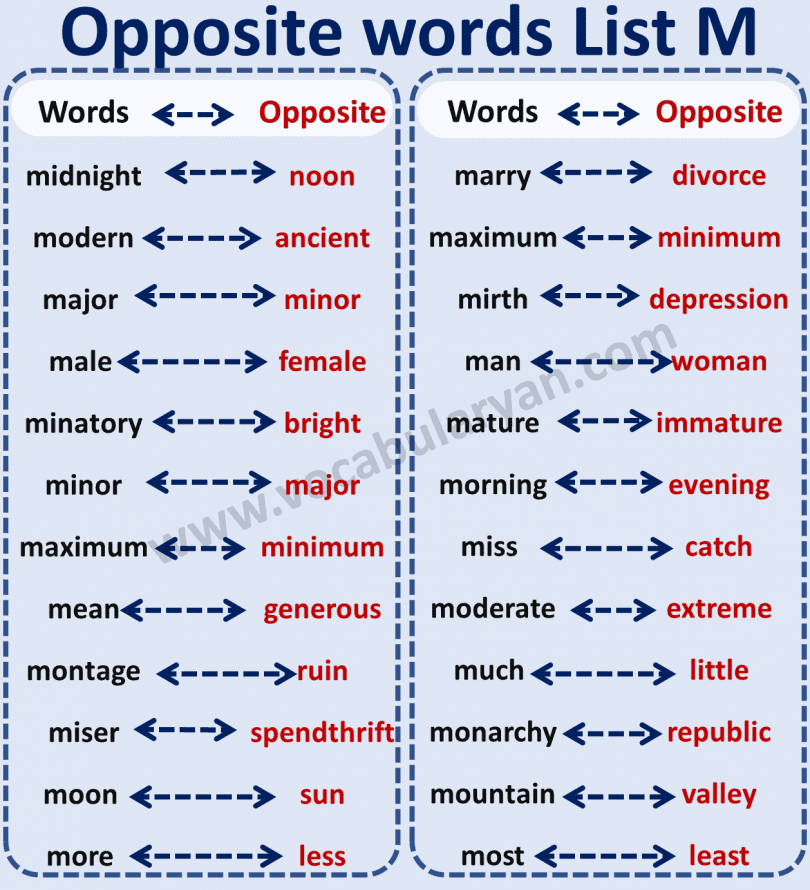 Opposite words List M
Words Opposite
midnight noon
modern ancient
major minor
male female
minatory bright
minor major
maximum minimum
mean generous
montage ruin
miser spendthrift
moon sun
more less
Words Opposite
marry divorce
maximum minimum
mirth depression
man woman
mature immature
morning evening
miss catch
moderate extreme
much little
monarchy republic
mountain valley
most least
www.vocabularyan.com